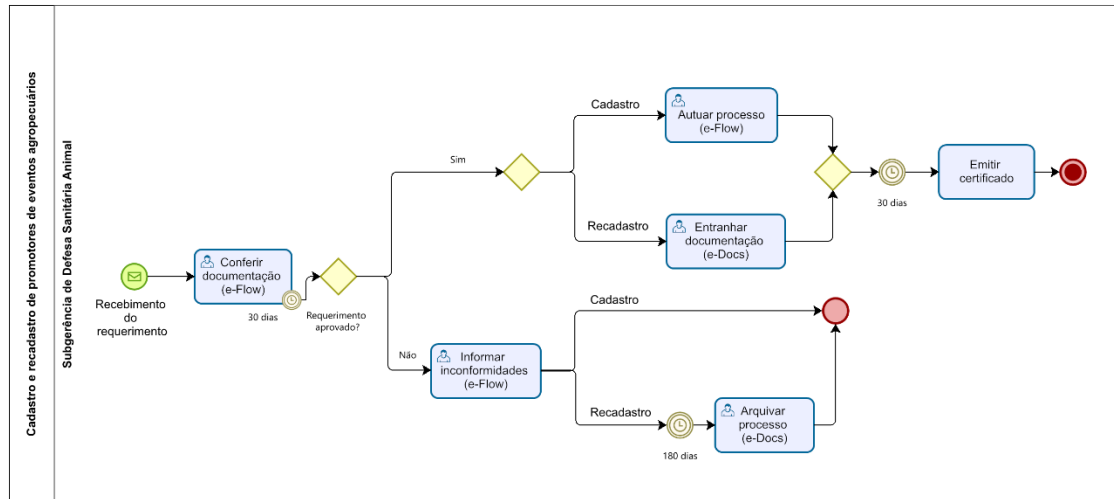 Cadastro e recadastro de promotores de eventos agropecuários
Subgerência de Defesa Sanitária Animal
Recebimento
do
requerimento
Conferir
documentação
(e-Flow)
30 dias
Requerimento
aprovado?
Sim
Cadastro
Autuar processo
(e-Flow)
Recadastro
Entranhar
documentação
(e-Docs)
30 dias
Emitir
certificado
Não
Informar
inconformidades
(e-Flow)
Cadastro
Recadastro
180 dias
Arquivar
processo
(e-Docs)